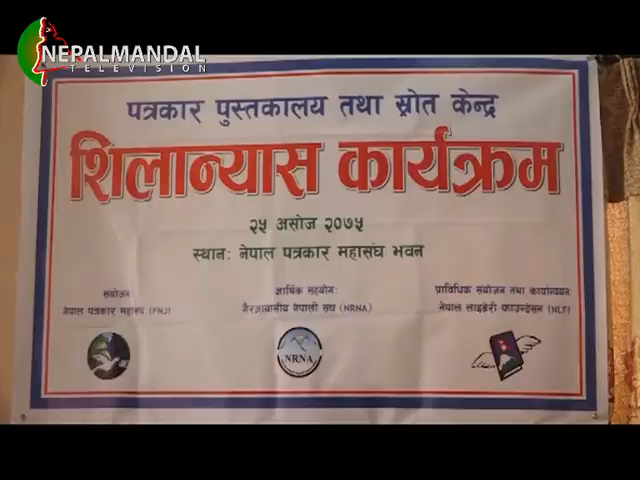 NEPALMANDAL
TELEVISION
पत्रकार पुस्तकालय तथा स्रोत केन्द्र
शिलान्यास कार्यक्रम
२५ असोज २०७५
स्थान: नेपाल पत्रकार महासंघ भवन
संयोजन:
नेपाल पत्रकार महासंघ (FNJ)
आर्थिक सहयोग:
गैरआवासीय नेपाली संघ (NRNA)
प्राविधिक संयोजन तथा कार्यान्वयन:
नेपाल लाइब्रेरी फाउन्डेसन (NLF)
NRNA